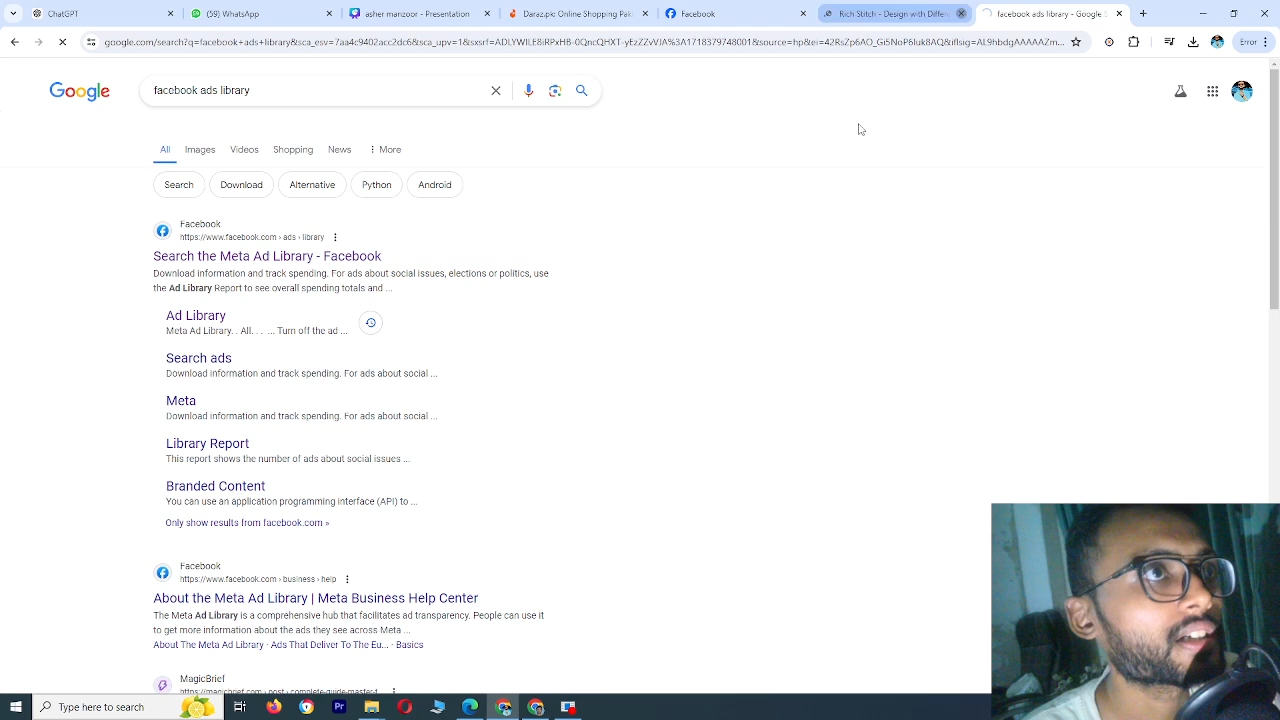 ChatGPT
(59) WhatsApp
ashir manzoor - Presentation
Daraz.pk: Online Shopping Pak
Facebook
Rich Stitch - Design with Differe
facebook ads library - Google S
Error
Google
facebook ads library
All
Images
Videos
Shopping
News
More
Search
Download
Alternative
Python
Android
Facebook
https://www.facebook.com › ads › library
Search the Meta Ad Library - Facebook
Download information and track spending. For ads about social issues, elections or politics, use
the Ad Library Report to see overall spending totals and ...
Ad Library
Meta Ad Library. . All. . . ... Turn off the ad ...
Search ads
Download information and track spending. For ads about social ...
Meta
Download information and track spending. For ads about social ...
Library Report
This report shows the number of ads about social issues ...
Branded Content
You can use an application programming interface (API) to ...
Only show results from facebook.com »
Facebook
https://www.facebook.com › business › help
About the Meta Ad Library | Meta Business Help Center
The Meta Ad Library is a comprehensive hub that facilitates ad transparency. People can use it
to get more information about the ads they see across Meta ...
About The Meta Ad Library · Ads That Deliver To The Eu... · Basics
MagicBrief
Type here to search